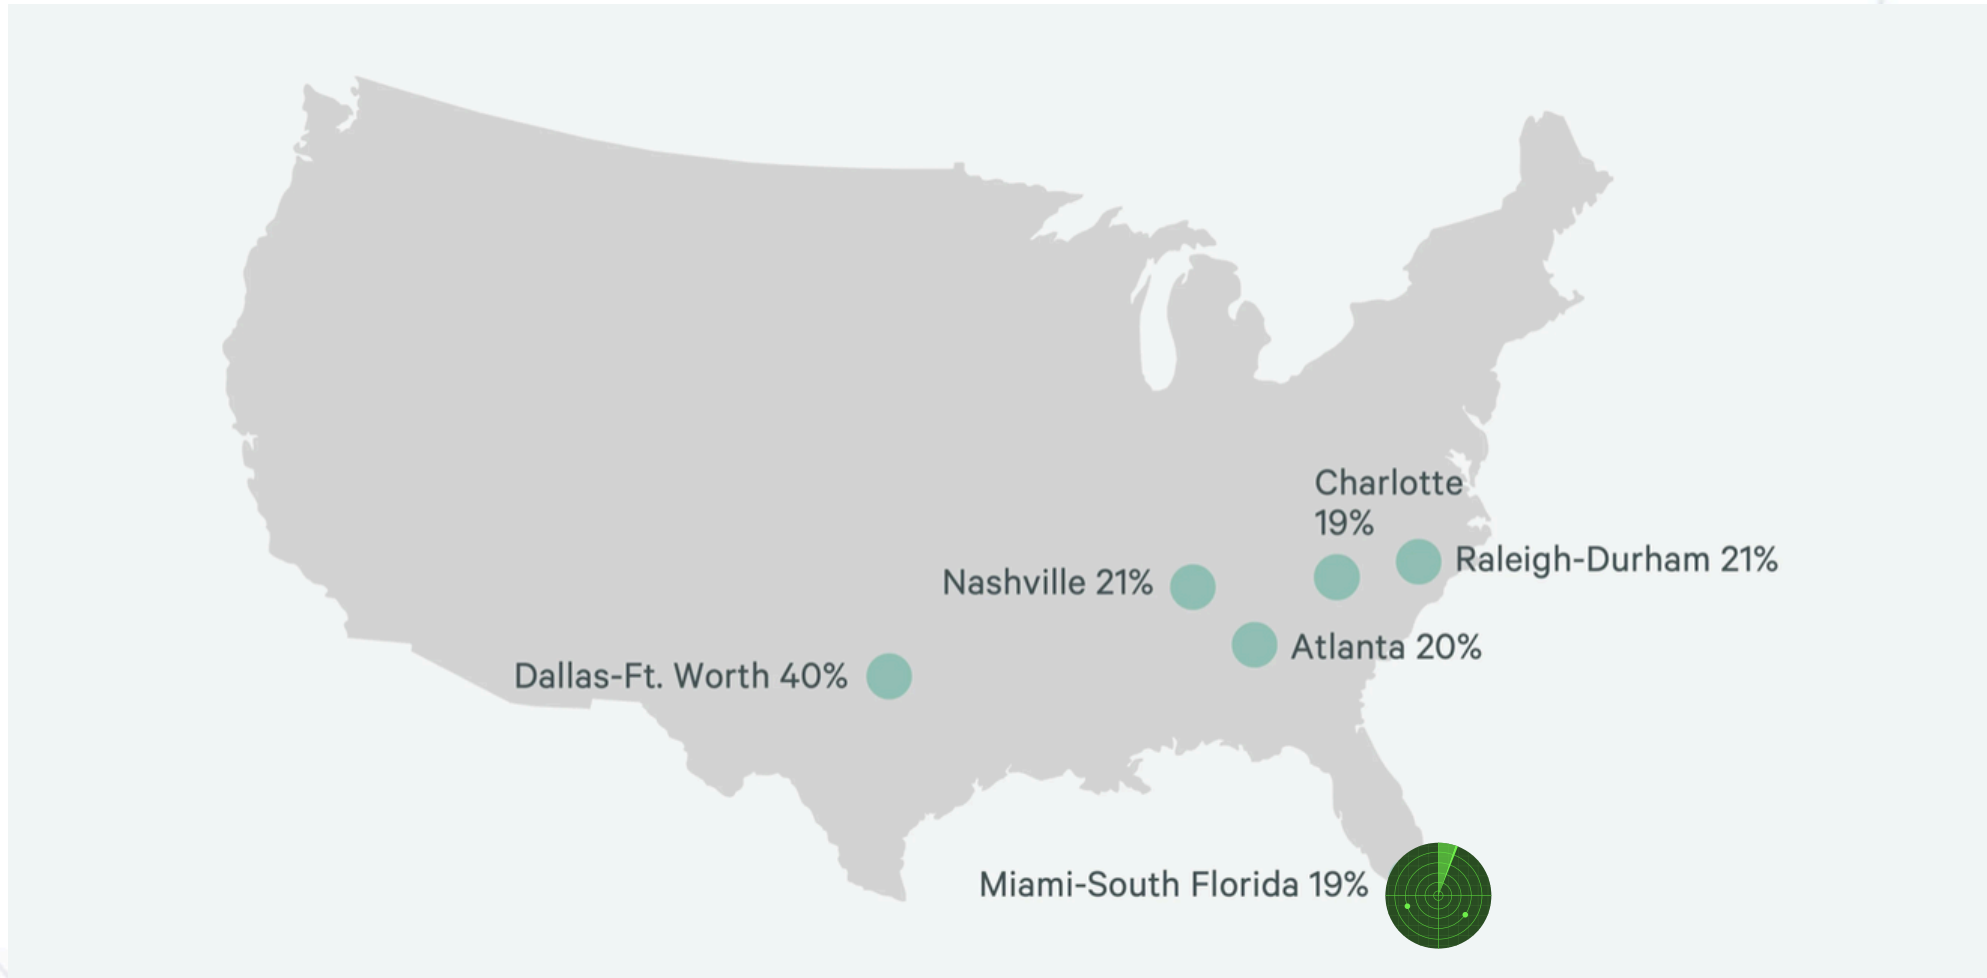 Charlotte
19%
Raleigh-Durham 21%
Nashville 21%
Atlanta 20%
Dallas-Ft. Worth 40%
Miami-South Florida 19%